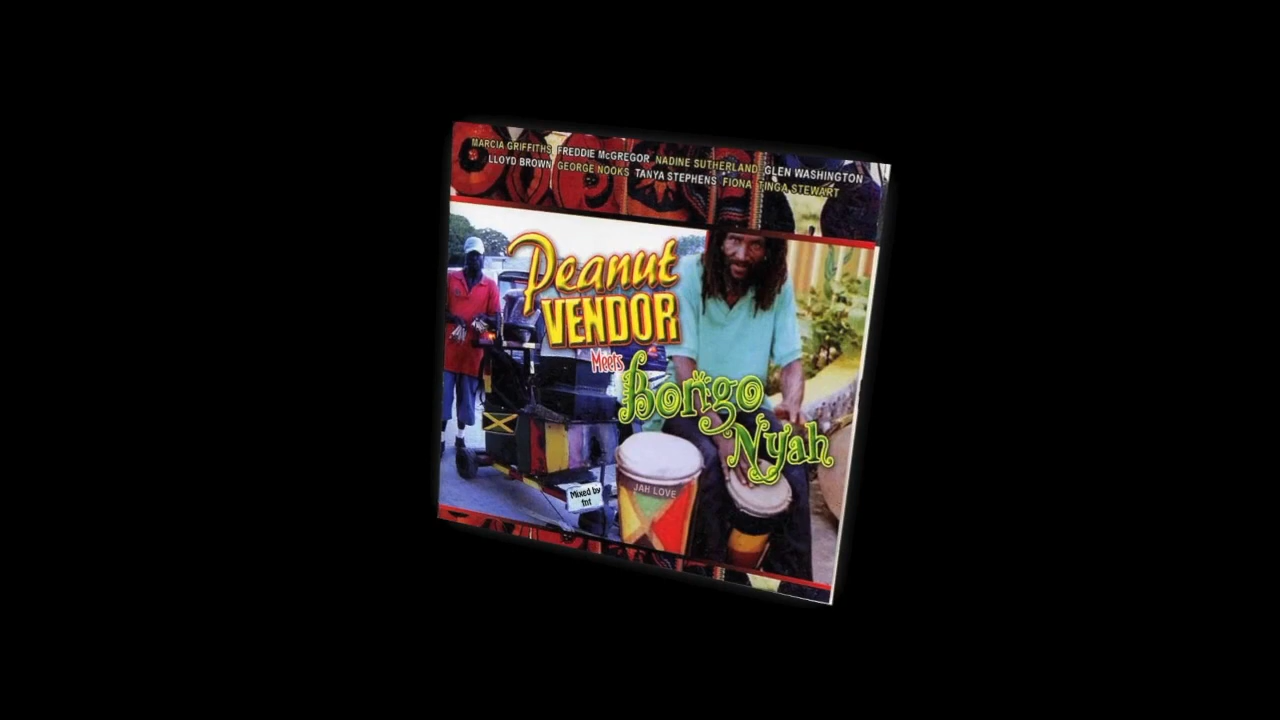 MARCIA GRIFFITHS FREDDIE McGREGOR NADINE SUTHERLAND GLEN WASHINGTON
LLOYD BROWN GEORGE NOOKS TANYA STEPHENS FIONA TINGA STEWART
Peanut
VENDOR
Meets
Bongo
Nyah
JAH LOVE
Mixed by
fnt